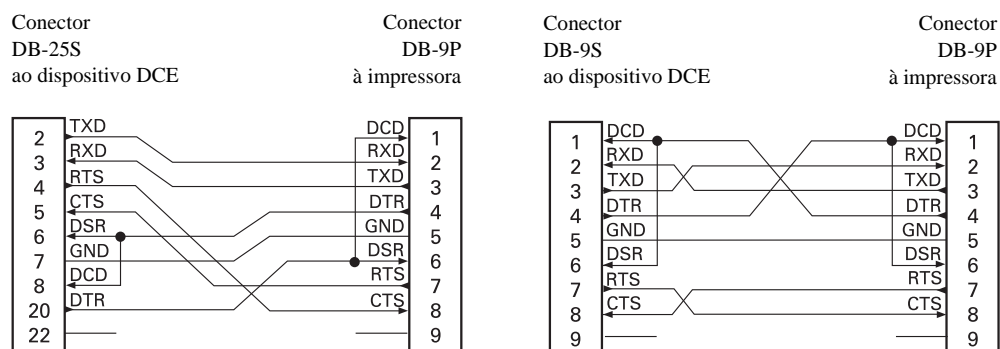 Conector
DB-25S
ao dispositivo DCE
Conector
DB-9P
à impressora
2 TXD DCD 1
3 RXD RXD 2
4 RTS TXD 3
5 CTS DTR 4
6 DSR GND 5
7 GND DSR 6
8 DCD RTS 7
20 DTR CTS 8
22 9
Conector
DB-9S
ao dispositivo DCE
Conector
DB-9P
à impressora
1 DCD DCD 1
2 RXD RXD 2
3 TXD TXD 3
4 DTR DTR 4
5 GND GND 5
6 DSR DSR 6
7 RTS RTS 7
8 CTS CTS 8
9 9